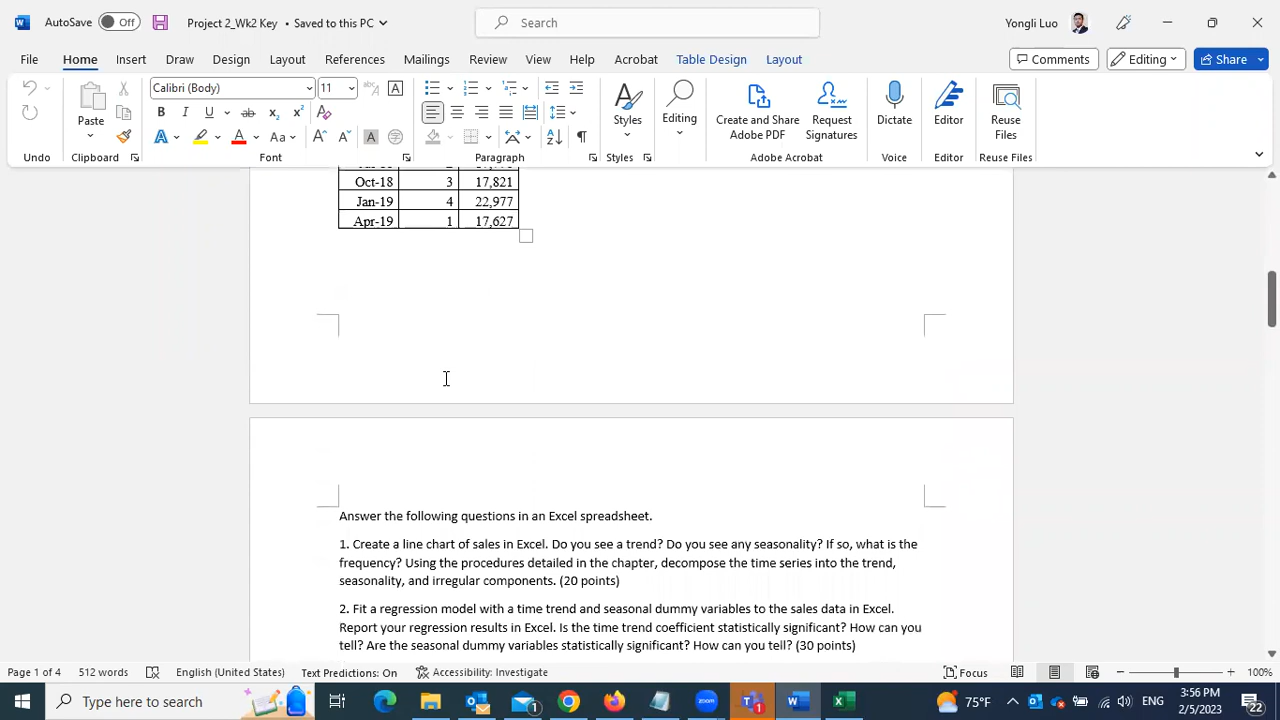 AutoSave Off Project 2_Wk2 Key • Saved to this PC Search Yongli Luo
File Home Insert Draw Design Layout References Mailings Review View Help Acrobat Table Design Layout Comments Editing Share
Calibri (Body) 11
Paste Styles Editing Create and Share Adobe PDF Request Signatures Dictate Editor Reuse Files
Undo Clipboard Font Paragraph Styles Adobe Acrobat Voice Editor Reuse Files
Oct-18 3 17,821
Jan-19 4 22,977
Apr-19 1 17,627
Answer the following questions in an Excel spreadsheet.
1. Create a line chart of sales in Excel. Do you see a trend? Do you see any seasonality? If so, what is the
frequency? Using the procedures detailed in the chapter, decompose the time series into the trend,
seasonality, and irregular components. (20 points)
2. Fit a regression model with a time trend and seasonal dummy variables to the sales data in Excel.
Report your regression results in Excel. Is the time trend coefficient statistically significant? How can you
tell? Are the seasonal dummy variables statistically significant? How can you tell? (30 points)
Page 1 of 4 512 words English (United States) Text Predictions: On Accessibility: Investigate Focus 100%
Type here to search 75°F ENG 3:56 PM
2/5/2023 22